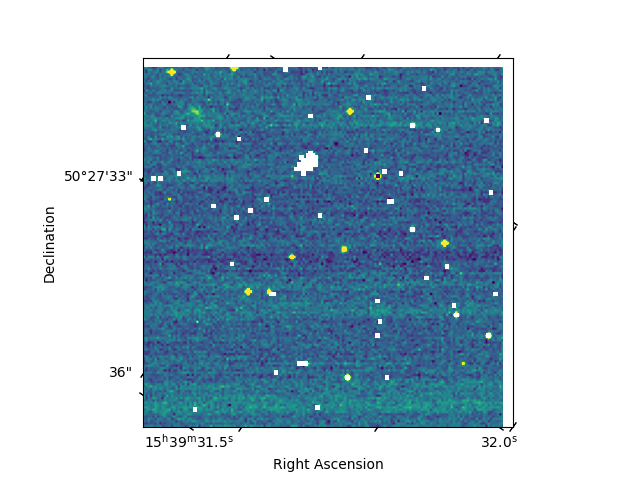 50°27'33"
Declination
36"
15ʰ39ᵐ31.5ˢ
32.0ˢ
Right Ascension